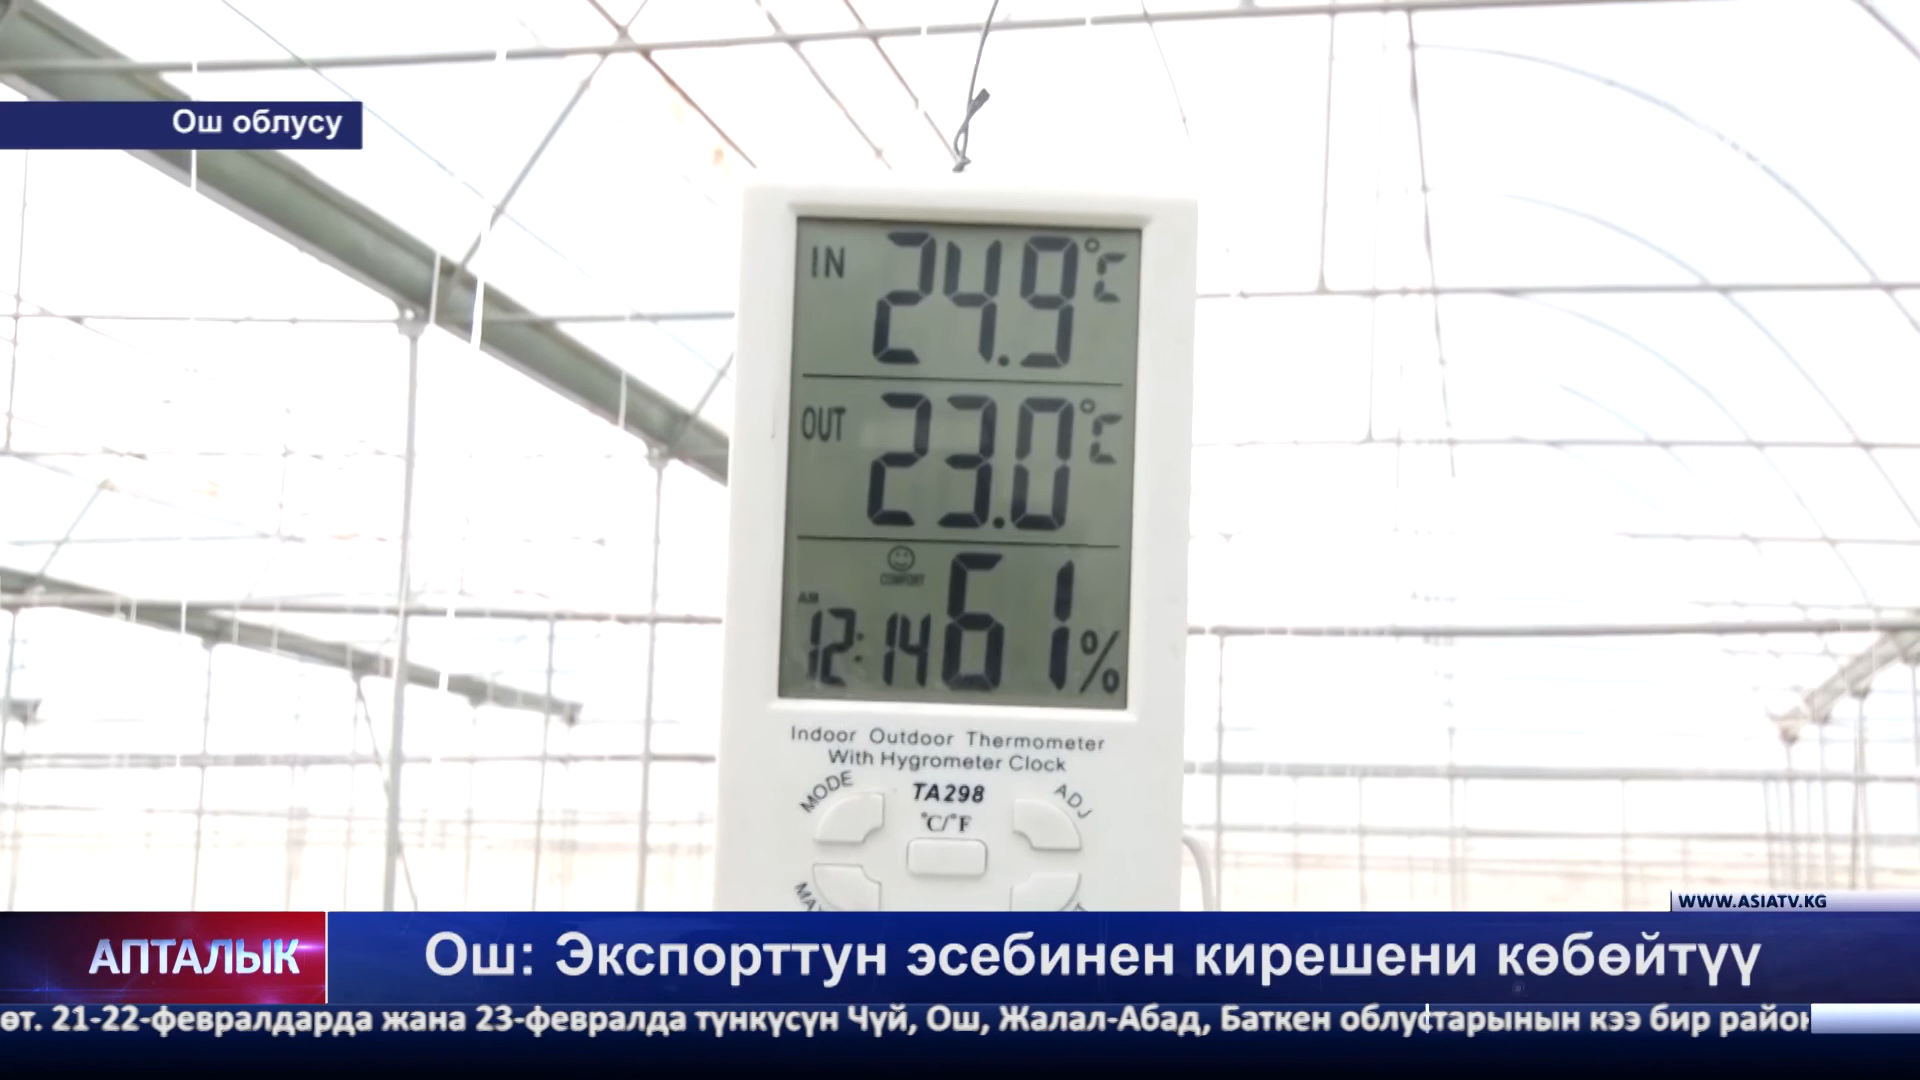 Ош облусу
IN 24.9 °C
OUT 23.0 °C
COMFORT
AM 12:14 61 %
Indoor Outdoor Thermometer
With Hygrometer Clock
MODE TA298 ADJ
°C/°F
WWW.ASIATV.KG
АПТАЛЫК Ош: Экспорттун эсебинен кирешени көбөйтүү
өт. 21-22-февралдарда жана 23-февралда түнкүсүн Чүй, Ош, Жалал-Абад, Баткен облустарынын кээ бир район